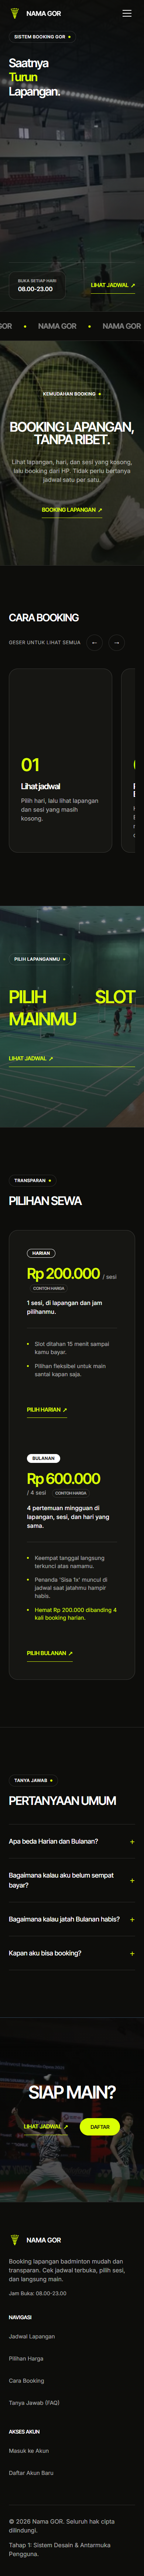 NAMA GOR
SISTEM BOOKING GOR
Saatnya
Turun
Lapangan.
BUKA SETIAP HARI
08.00-23.00
LIHAT JADWAL ↗
GOR • NAMA GOR • NAMA GOR
KEMUDAHAN BOOKING
BOOKING LAPANGAN,
TANPA RIBET.
Lihat lapangan, hari, dan sesi yang kosong,
lalu booking dari HP. Tidak perlu bertanya
jadwal satu per satu.
BOOKING LAPANGAN ↗
CARA BOOKING
GESER UNTUK LIHAT SEMUA ← →
01
Lihat jadwal
Pilih hari, lalu lihat lapangan
dan sesi yang masih
kosong.
PILIH LAPANGANMU
PILIH SLOT
MAINMU
LIHAT JADWAL ↗
TRANSPARAN
PILIHAN SEWA
HARIAN
Rp 200.000 / sesi
CONTOH HARGA
1 sesi, di lapangan dan jam
pilihanmu.
• Slot ditahan 15 menit sampai
kamu bayar.
• Pilihan fleksibel untuk main
santai kapan saja.
PILIH HARIAN ↗
BULANAN
Rp 600.000
/ 4 sesi CONTOH HARGA
4 pertemuan mingguan di
lapangan, sesi, dan hari yang
sama.
• Keempat tanggal langsung
terkunci atas namamu.
• Penanda 'Sisa 1x' muncul di
jadwal saat jatahmu hampir
habis.
• Hemat Rp 200.000 dibanding 4
kali booking harian.
PILIH BULANAN ↗
TANYA JAWAB
PERTANYAAN UMUM
Apa beda Harian dan Bulanan? +
Bagaimana kalau aku belum sempat
bayar? +
Bagaimana kalau jatah Bulanan habis? +
Kapan aku bisa booking? +
SIAP MAIN?
LIHAT JADWAL ↗ DAFTAR
NAMA GOR
Booking lapangan badminton mudah dan
transparan. Cek jadwal terbuka, pilih sesi,
dan langsung main.
Jam Buka: 08.00-23.00
NAVIGASI
Jadwal Lapangan
Pilihan Harga
Cara Booking
Tanya Jawab (FAQ)
AKSES AKUN
Masuk ke Akun
Daftar Akun Baru
© 2026 Nama GOR. Seluruh hak cipta
dilindungi.
Tahap 1: Sistem Desain & Antarmuka
Pengguna.